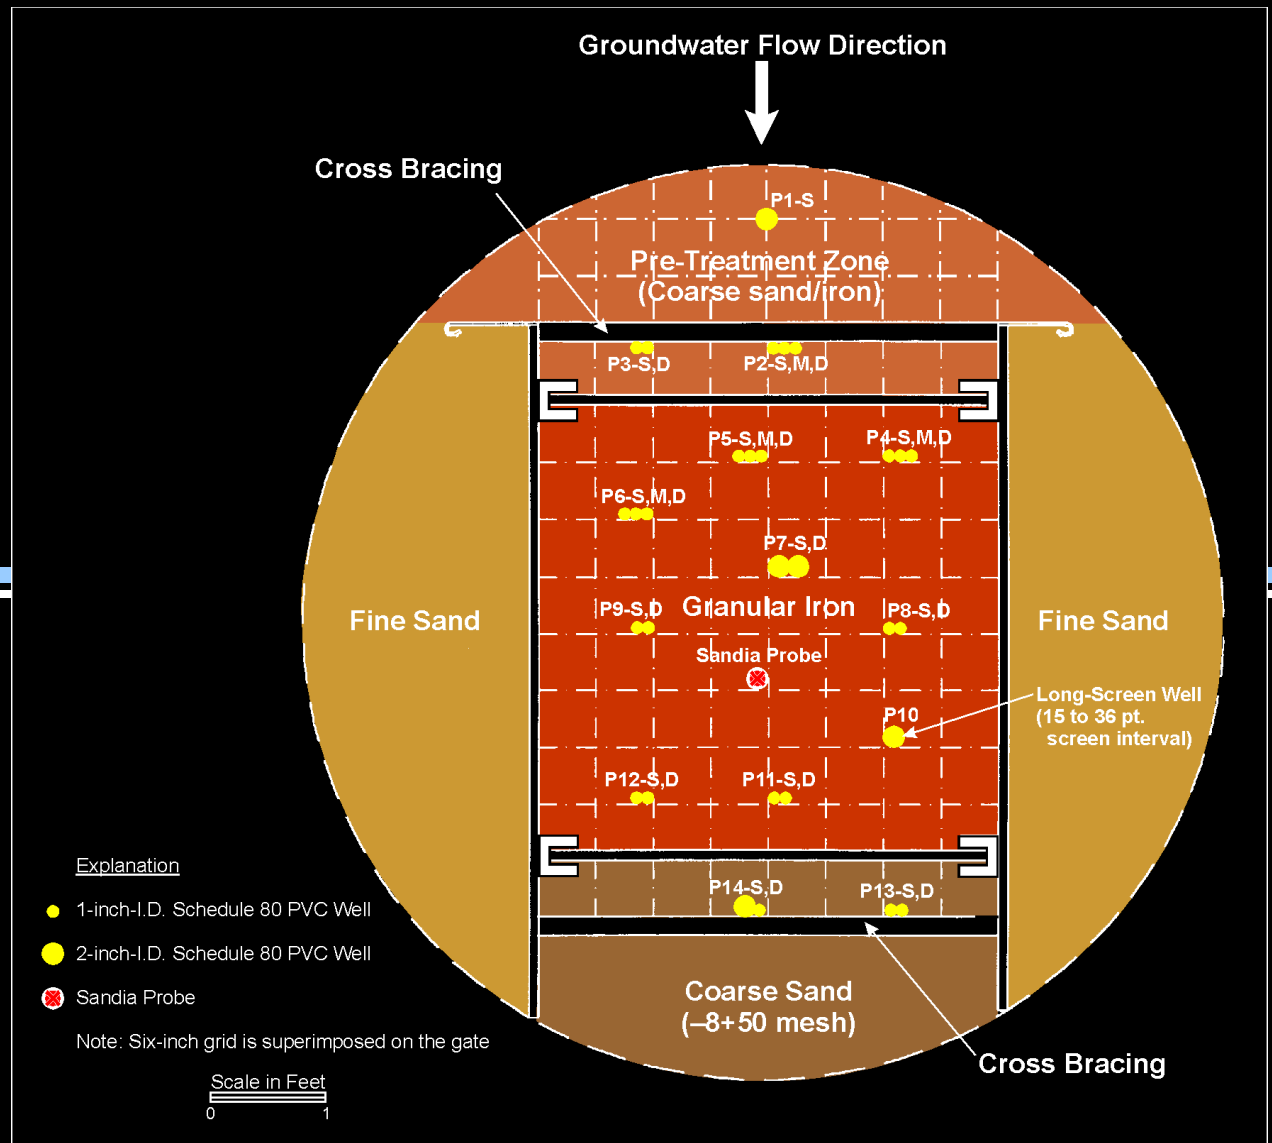 Groundwater Flow Direction
Cross Bracing
P1-S
Pre-Treatment Zone
(Coarse sand/iron)
P3-S,D
P2-S,M,D
P5-S,M,D
P4-S,M,D
P6-S,M,D
P7-S,D
P9-S,D
Granular Iron
P8-S,D
Fine Sand
Fine Sand
Sandia Probe
Long-Screen Well
(15 to 36 pt.
screen interval)
P10
P12-S,D
P11-S,D
P14-S,D
P13-S,D
Coarse Sand
(–8+50 mesh)
Cross Bracing
Explanation
1-inch-I.D. Schedule 80 PVC Well
2-inch-I.D. Schedule 80 PVC Well
Sandia Probe
Note: Six-inch grid is superimposed on the gate
Scale in Feet
0 1